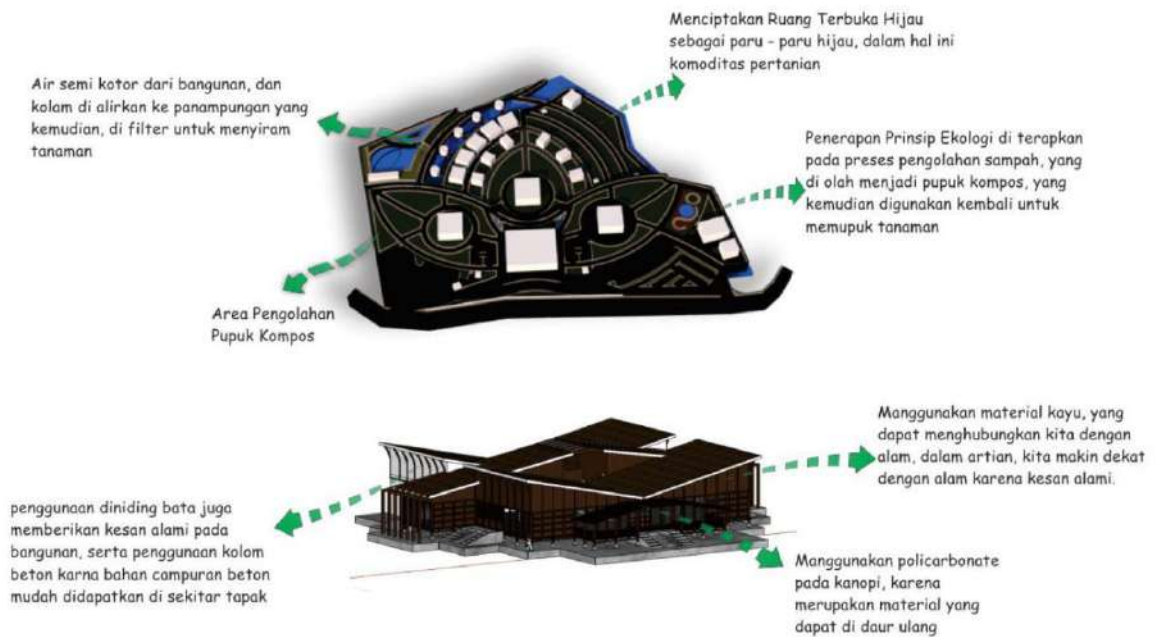 Menciptakan Ruang Terbuka Hijau
sebagai paru - paru hijau, dalam hal ini
komoditas pertanian
Air semi kotor dari bangunan, dan
kolam di alirkan ke panampungan yang
kemudian, di filter untuk menyiram
tanaman
Penerapan Prinsip Ekologi di terapkan
pada preses pengolahan sampah, yang
di olah menjadi pupuk kompos, yang
kemudian digunakan kembali untuk
memupuk tanaman
Area Pengolahan
Pupuk Kompos
Manggunakan material kayu, yang
dapat menghubungkan kita dengan
alam, dalam artian, kita makin dekat
dengan alam karena kesan alami.
penggunaan diniding bata juga
memberikan kesan alami pada
bangunan, serta penggunaan kolom
beton karna bahan campuran beton
mudah didapatkan di sekitar tapak
Manggunakan policarbonate
pada kanopi, karena
merupakan material yang
dapat di daur ulang